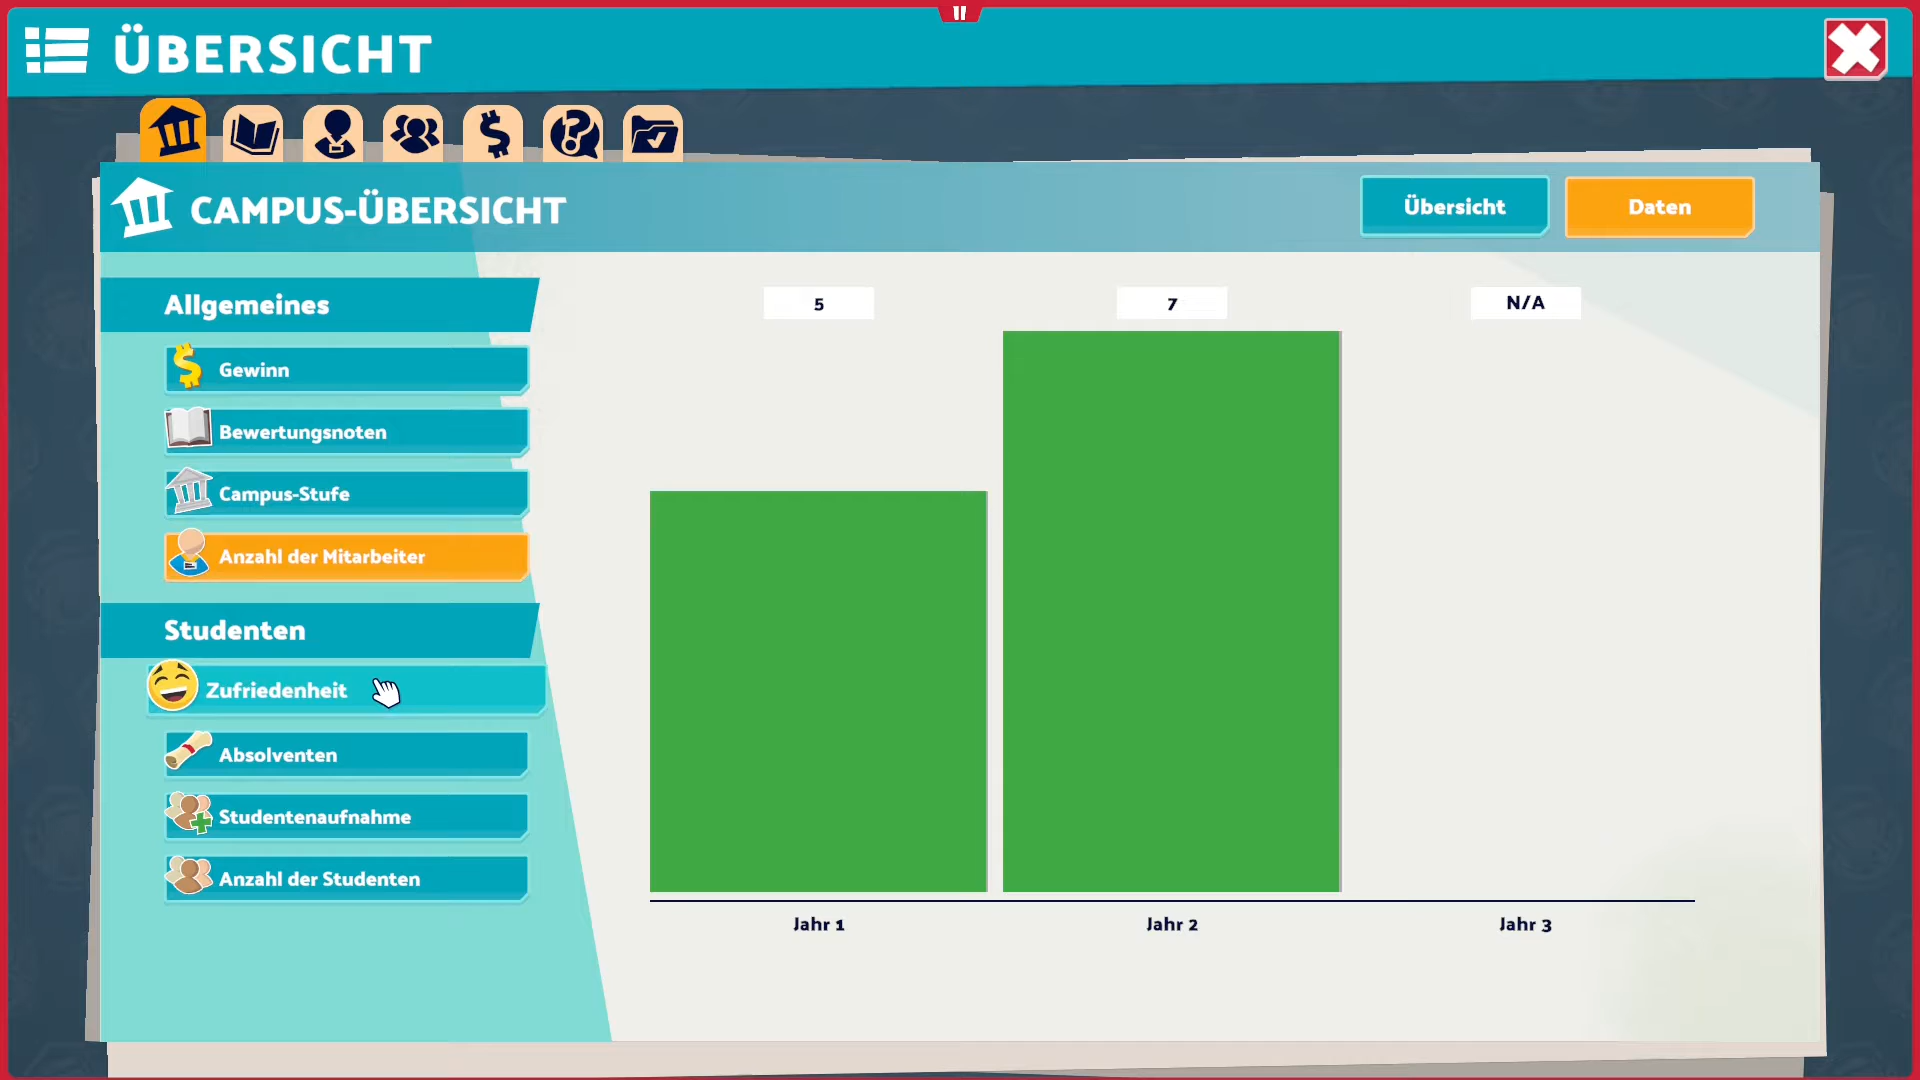 ÜBERSICHT
CAMPUS-ÜBERSICHT
Übersicht
Daten
Allgemeines
Gewinn
Bewertungsnoten
Campus-Stufe
Anzahl der Mitarbeiter
Studenten
Zufriedenheit
Absolventen
Studentenaufnahme
Anzahl der Studenten
5
7
N/A
Jahr 1
Jahr 2
Jahr 3